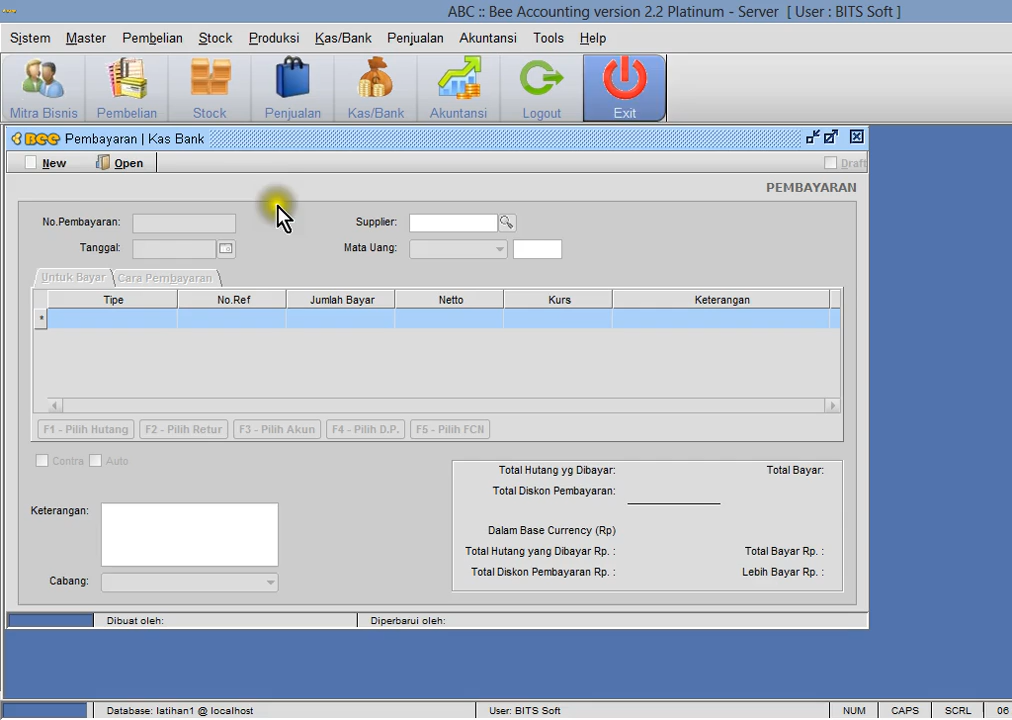 ABC :: Bee Accounting version 2.2 Platinum - Server [ User : BITS Soft ]
Sistem Master Pembelian Stock Produksi Kas/Bank Penjualan Akuntansi Tools Help
Mitra Bisnis Pembelian Stock Penjualan Kas/Bank Akuntansi Logout Exit
BEE Pembayaran | Kas Bank
New Open Draft
PEMBAYARAN
No.Pembayaran: Supplier:
Tanggal: Mata Uang:
Untuk Bayar Cara Pembayaran
Tipe No.Ref Jumlah Bayar Netto Kurs Keterangan
*
F1 - Pilih Hutang F2 - Pilih Retur F3 - Pilih Akun F4 - Pilih D.P. F5 - Pilih FCN
Contra Auto
Total Hutang yg Dibayar: Total Bayar:
Total Diskon Pembayaran:
Keterangan:
Dalam Base Currency (Rp)
Total Hutang yang Dibayar Rp. : Total Bayar Rp. :
Total Diskon Pembayaran Rp. : Lebih Bayar Rp. :
Cabang:
Dibuat oleh: Diperbarui oleh:
Database: latihan1 @ localhost User: BITS Soft NUM CAPS SCRL 06